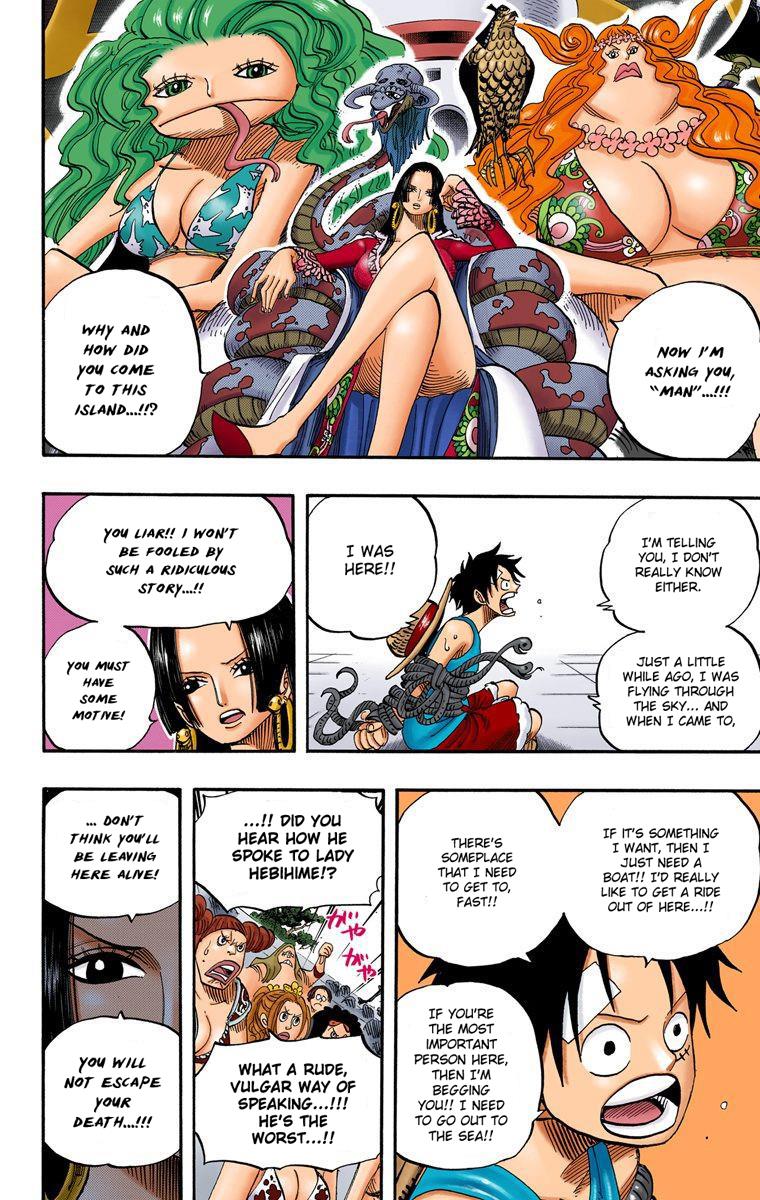 NOW I'M
ASKING YOU,
"MAN"...!!!
WHY AND
HOW DID
YOU COME
TO THIS
ISLAND...!!?
I'M TELLING
YOU, I DON'T
REALLY KNOW
EITHER.
JUST A LITTLE
WHILE AGO, I WAS
FLYING THROUGH
THE SKY... AND
WHEN I CAME TO,
I WAS
HERE!!
YOU LIAR!! I WON'T
BE FOOLED BY
SUCH A RIDICULOUS
STORY...!!
YOU MUST
HAVE
SOME
MOTIVE!
IF IT'S SOMETHING
I WANT, THEN I
JUST NEED A
BOAT!! I'D REALLY
LIKE TO GET A RIDE
OUT OF HERE...!!
THERE'S
SOMEPLACE
THAT I NEED
TO GET TO,
FAST!!
IF YOU'RE
THE MOST
IMPORTANT
PERSON HERE,
THEN I'M
BEGGING
YOU!! I NEED
TO GO OUT TO
THE SEA!!
...!! DID YOU
HEAR HOW HE
SPOKE TO LADY
HEBIHIME!?
ガヤ
ガヤ
WHAT A RUDE,
VULGAR WAY OF
SPEAKING...!!!
HE'S THE
WORST...!!
... DON'T
THINK YOU'LL
BE LEAVING
HERE ALIVE!
YOU WILL
NOT ESCAPE
YOUR
DEATH...!!!